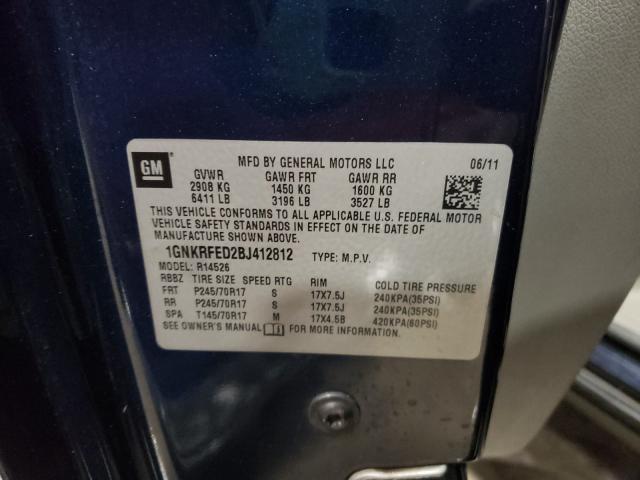 GM
MFD BY GENERAL MOTORS LLC 06/11
GVWR GAWR FRT GAWR RR
2908 KG 1450 KG 1600 KG
6411 LB 3196 LB 3527 LB
THIS VEHICLE CONFORMS TO ALL APPLICABLE U.S. FEDERAL MOTOR
VEHICLE SAFETY STANDARDS IN EFFECT ON THE DATE OF
MANUFACTURE SHOWN ABOVE.
1GNKRFED2BJ412812 TYPE: M.P.V.
MODEL: R14526
RBBZ TIRE SIZE SPEED RTG RIM COLD TIRE PRESSURE
FRT P245/70R17 S 17X7.5J 240KPA(35PSI)
RR P245/70R17 S 17X7.5J 240KPA(35PSI)
SPA T145/70R17 M 17X4.5B 420KPA(60PSI)
SEE OWNER'S MANUAL FOR MORE INFORMATION.